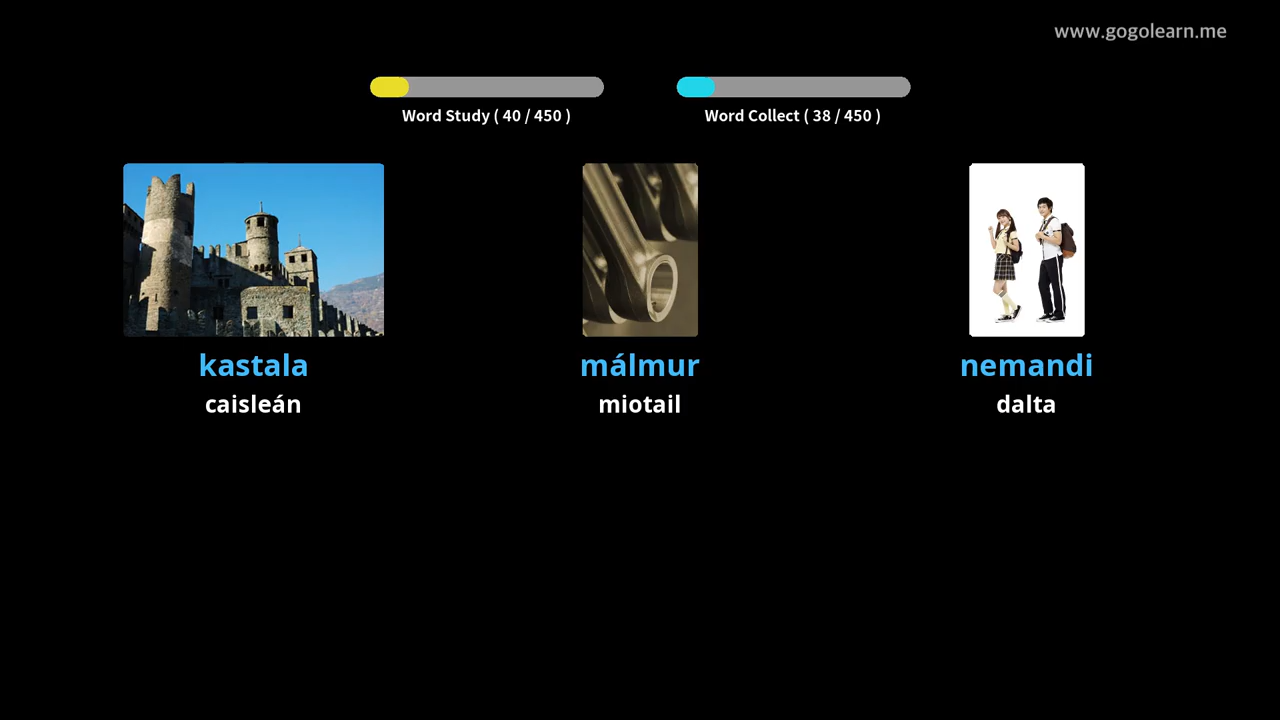 www.gogolearn.me
Word Study ( 40 / 450 )
Word Collect ( 38 / 450 )
kastala
caisleán
málmur
miotail
nemandi
dalta